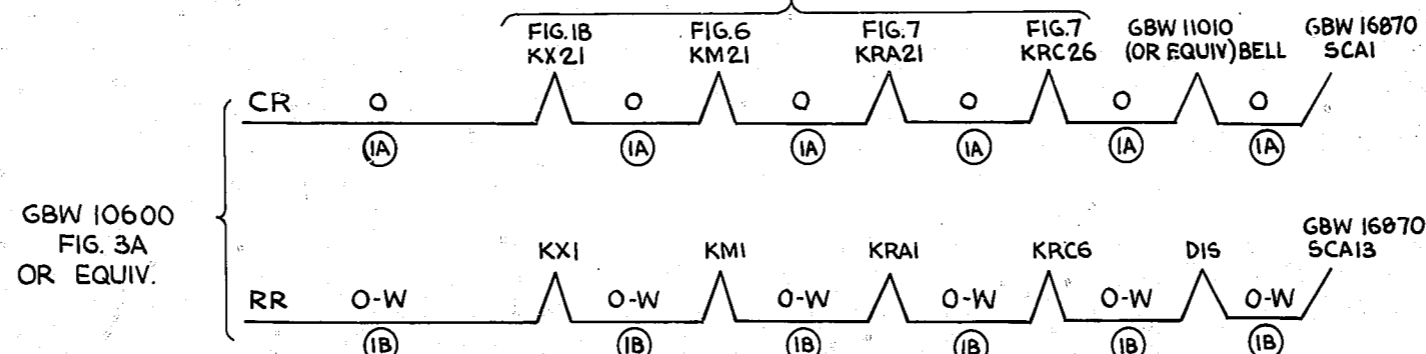 FIG.1B FIG.6 FIG.7 FIG.7 GBW 11010 GBW 16870
KX21 KM21 KRA21 KRC26 (OR EQUIV) BELL SCA1
CR O O O O O O
1A 1A 1A 1A 1A 1A
GBW 10600
FIG. 3A
OR EQUIV.
GBW 16870
KX1 KM1 KRA1 KRC6 DIS SCA13
RR O-W O-W O-W O-W O-W O-W
1B 1B 1B 1B 1B 1B